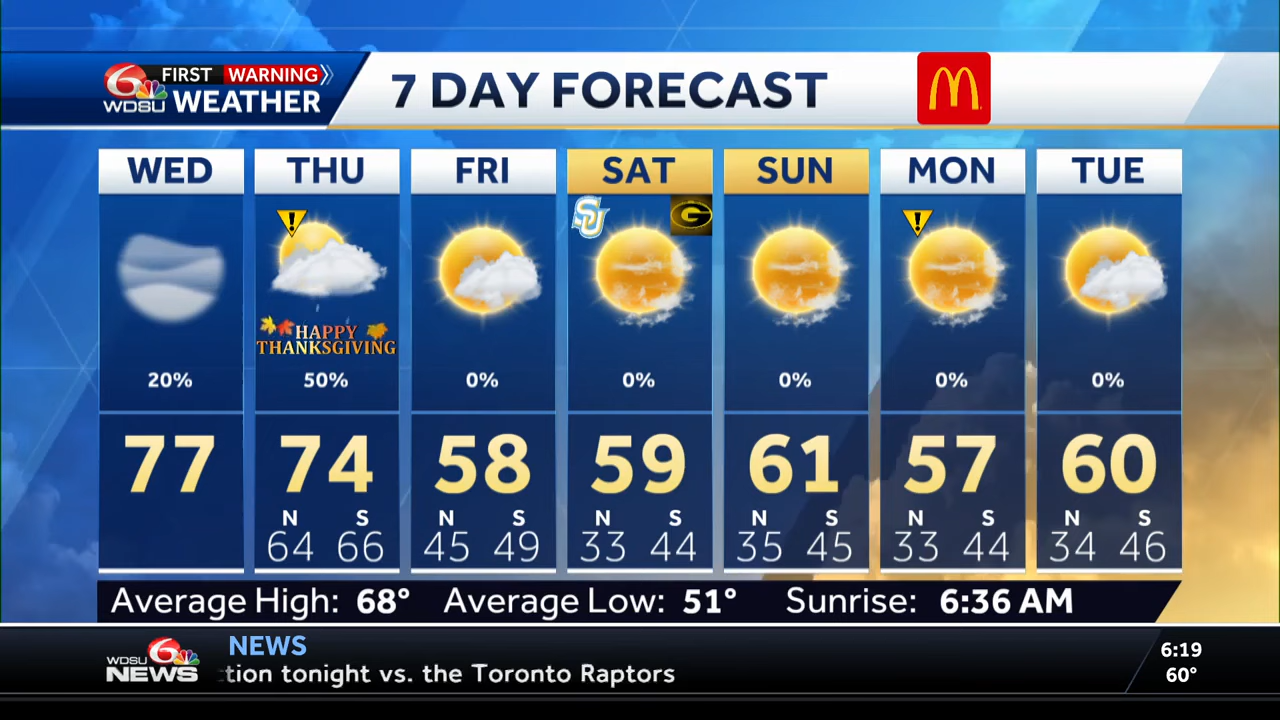 6 FIRST WARNING
WDSU WEATHER
7 DAY FORECAST
M
WED THU FRI SAT SUN MON TUE
! SU G !
HAPPY
THANKSGIVING
20% 50% 0% 0% 0% 0% 0%
77 74 58 59 61 57 60
N S N S N S N S N S N S
64 66 45 49 33 44 35 45 33 44 34 46
Average High: 68° Average Low: 51° Sunrise: 6:36 AM
WDSU 6 NEWS
NEWS
tion tonight vs. the Toronto Raptors
6:19
60°